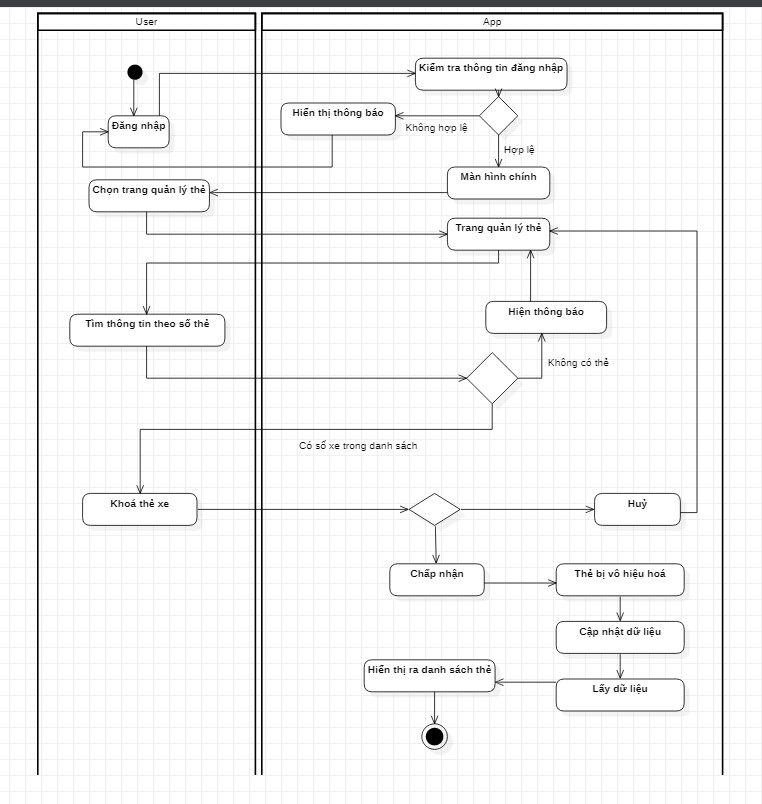 User
App
Kiểm tra thông tin đăng nhập
Hiển thị thông báo
Đăng nhập
Không hợp lệ
Hợp lệ
Màn hình chính
Chọn trang quản lý thẻ
Trang quản lý thẻ
Hiện thông báo
Tìm thông tin theo số thẻ
Không có thẻ
Có số xe trong danh sách
Khoá thẻ xe
Huỷ
Chấp nhận
Thẻ bị vô hiệu hoá
Cập nhật dữ liệu
Hiển thị ra danh sách thẻ
Lấy dữ liệu